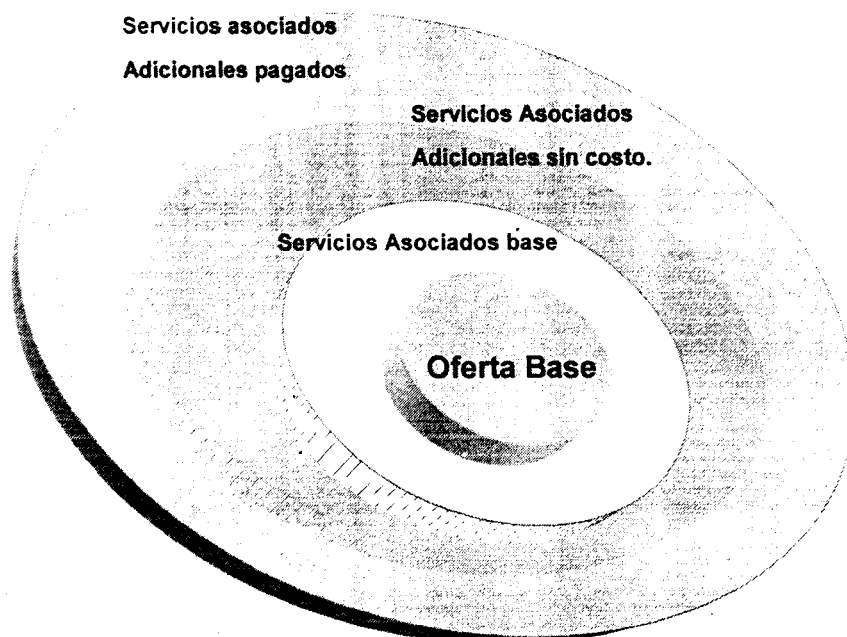 Servicios asociados
Adicionales pagados
Servicios Asociados
Adicionales sin costo.
Servicios Asociados base
Oferta Base